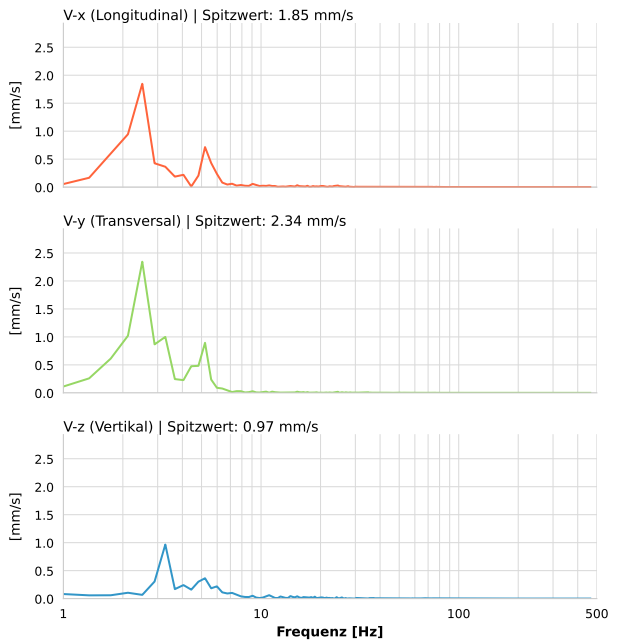 V-x (Longitudinal) | Spitzwert: 1.85 mm/s
[mm/s]
2.5
2.0
1.5
1.0
0.5
0.0
V-y (Transversal) | Spitzwert: 2.34 mm/s
[mm/s]
2.5
2.0
1.5
1.0
0.5
0.0
V-z (Vertikal) | Spitzwert: 0.97 mm/s
[mm/s]
2.5
2.0
1.5
1.0
0.5
0.0
1 10 100 500
Frequenz [Hz]